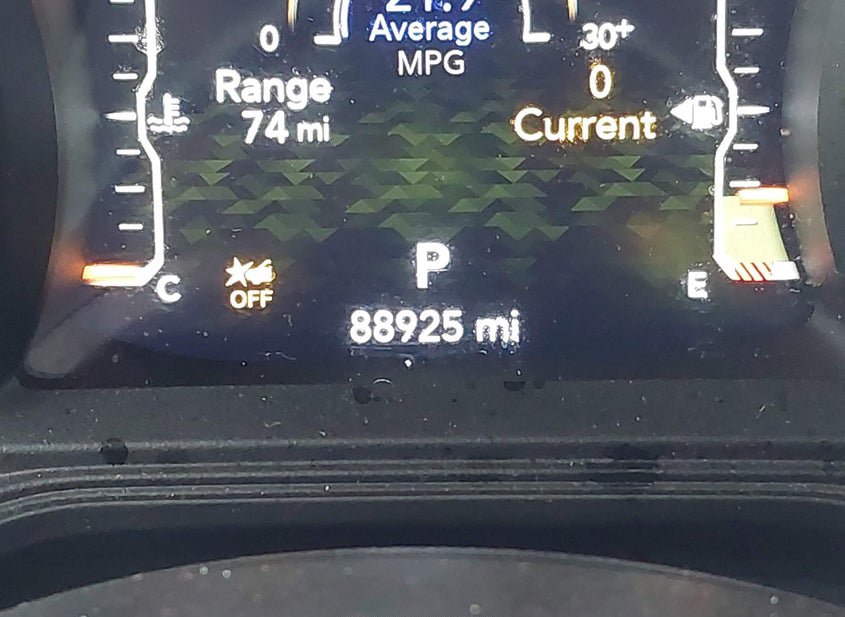 Average
0
30+
MPG
Range
0
74 mi
Current
P
C
OFF
E
88925 mi